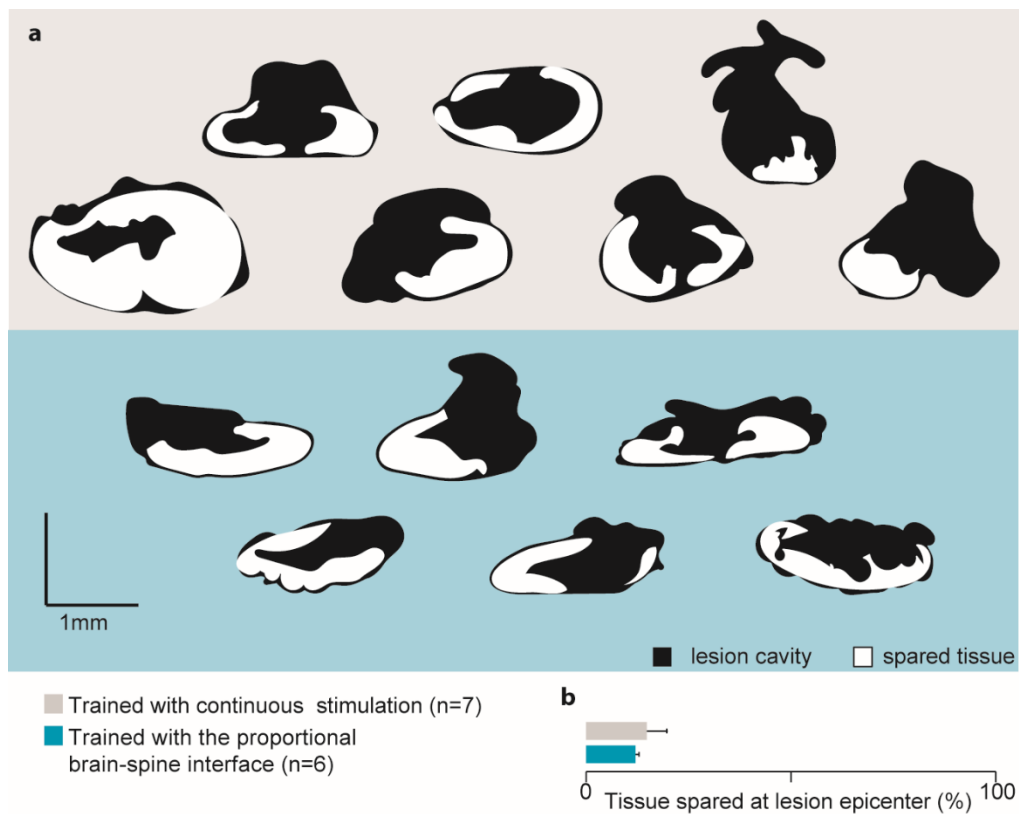 a
1mm
lesion cavity
spared tissue
Trained with continuous stimulation (n=7)
Trained with the proportional
brain-spine interface (n=6)
b
0
100
Tissue spared at lesion epicenter (%)